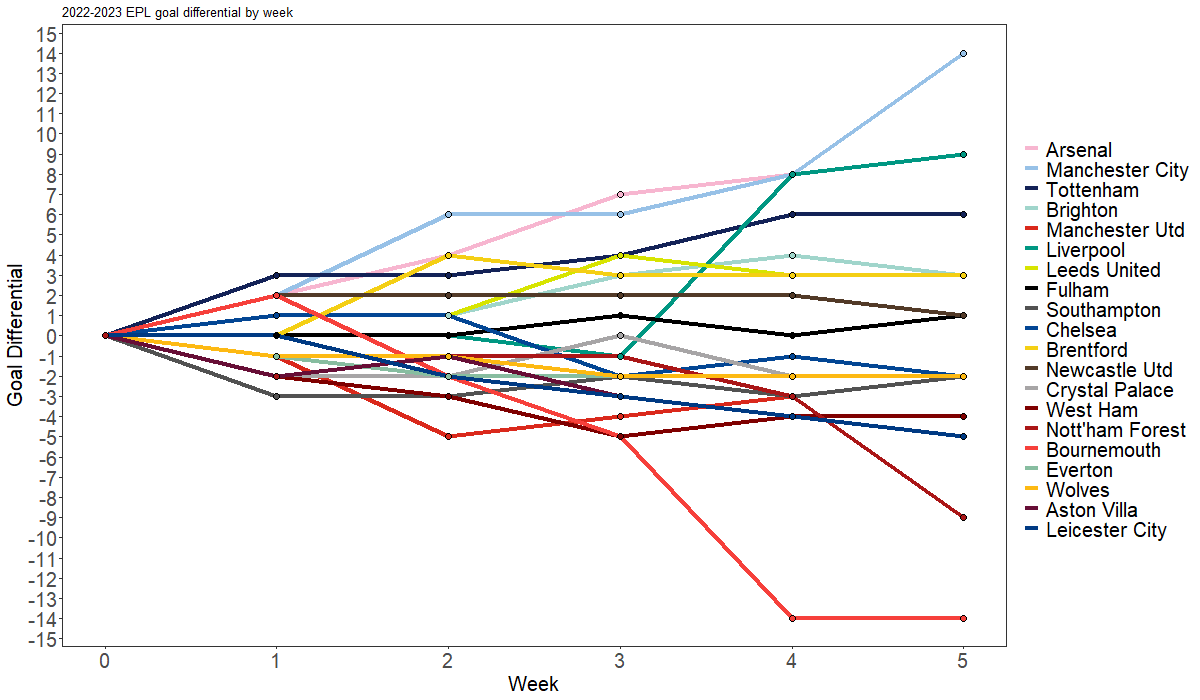 2022-2023 EPL goal differential by week
Goal Differential
15
14
13
12
11
10
9
8
7
6
5
4
3
2
1
0
-1
-2
-3
-4
-5
-6
-7
-8
-9
-10
-11
-12
-13
-14
-15
0 1 2 3 4 5
Week
Arsenal
Manchester City
Tottenham
Brighton
Manchester Utd
Liverpool
Leeds United
Fulham
Southampton
Chelsea
Brentford
Newcastle Utd
Crystal Palace
West Ham
Nott'ham Forest
Bournemouth
Everton
Wolves
Aston Villa
Leicester City